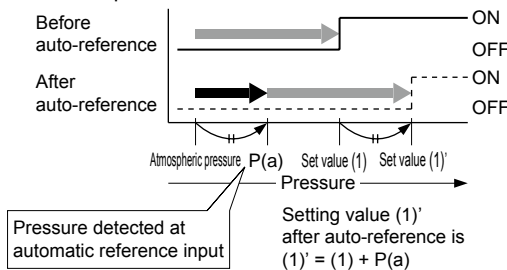 Before
auto-reference
ON
OFF
After
auto-reference
ON
OFF
Atmospheric pressure P(a) Set value (1) Set value (1)'
Pressure
Pressure detected at
automatic reference input
Setting value (1)'
after auto-reference is
(1)' = (1) + P(a)